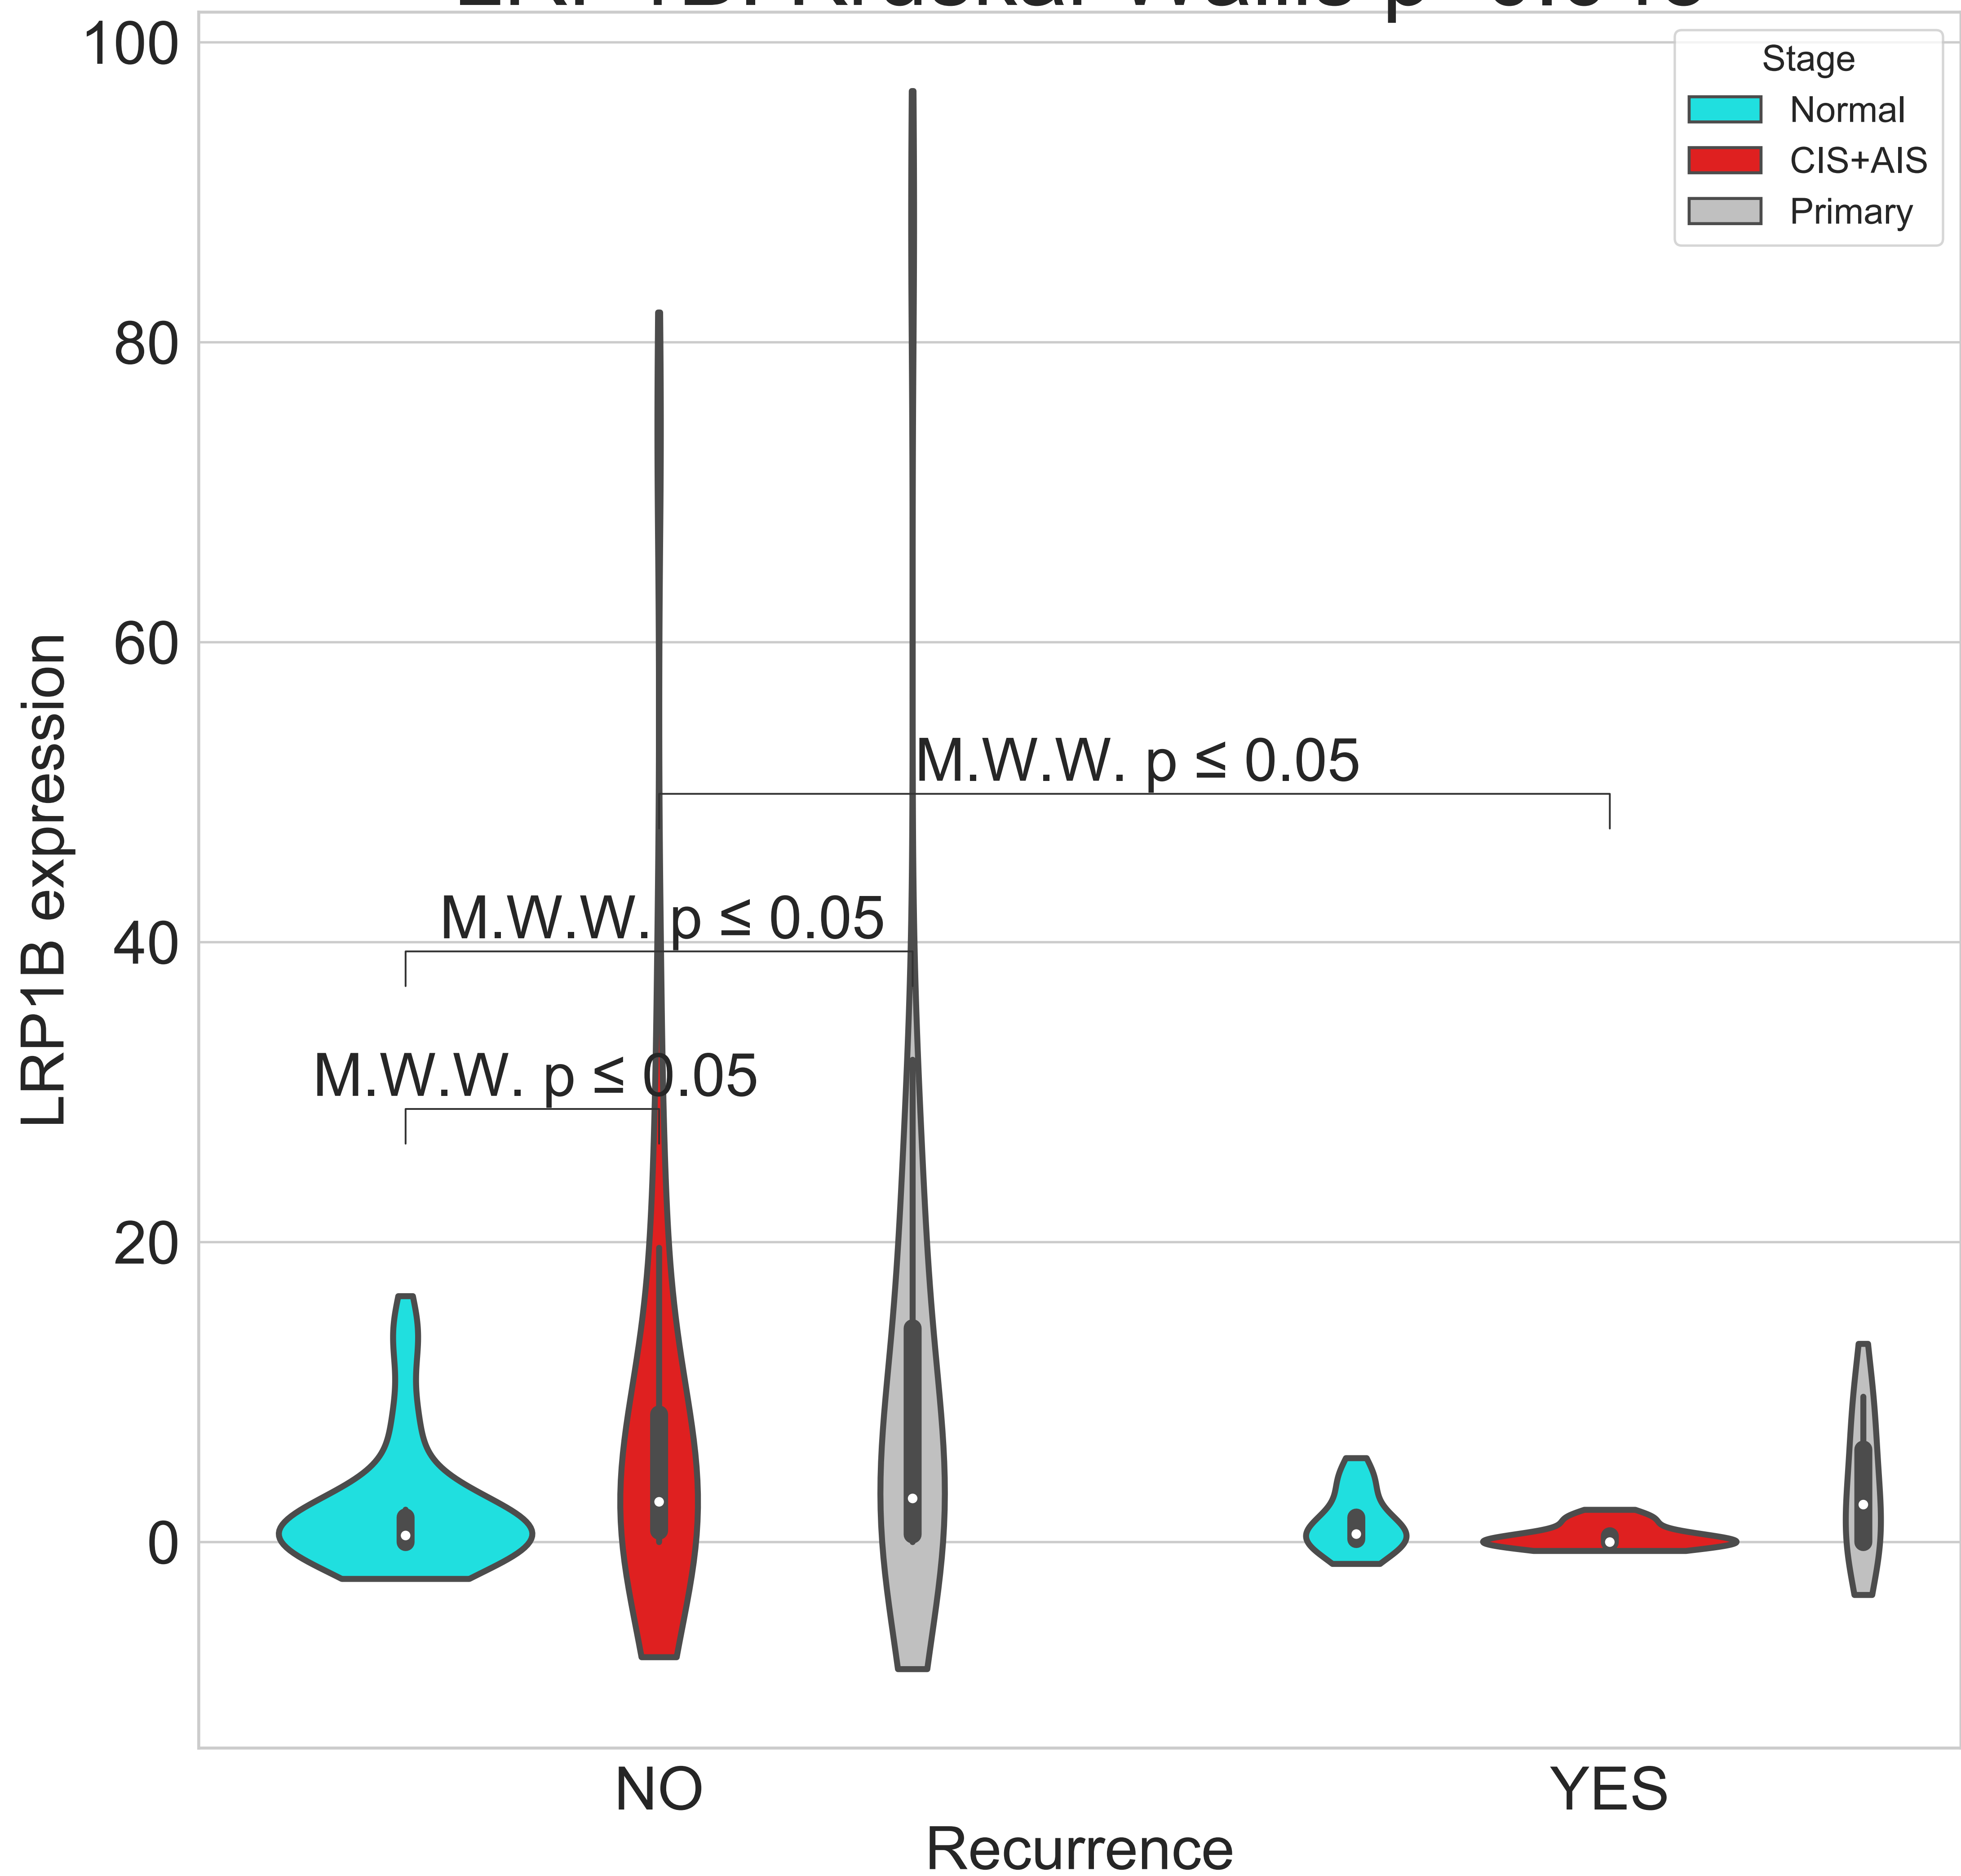 100
Stage
Normal
CIS+AIS
Primary
80
60
M.W.W. p ≤ 0.05
M.W.W. p ≤ 0.05
40
M.W.W. p ≤ 0.05
20
0
LRP1B expression
NO
YES
Recurrence